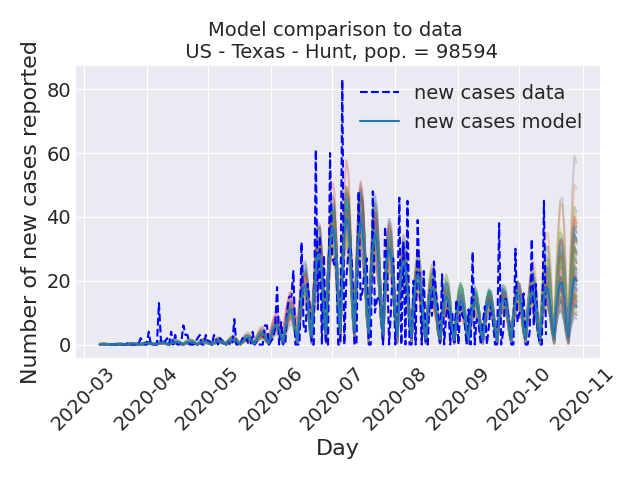 Model comparison to data
US - Texas - Hunt, pop. = 98594
Number of new cases reported
80
60
40
20
0
new cases data
new cases model
2020-03
2020-04
2020-05
2020-06
2020-07
2020-08
2020-09
2020-10
2020-11
Day